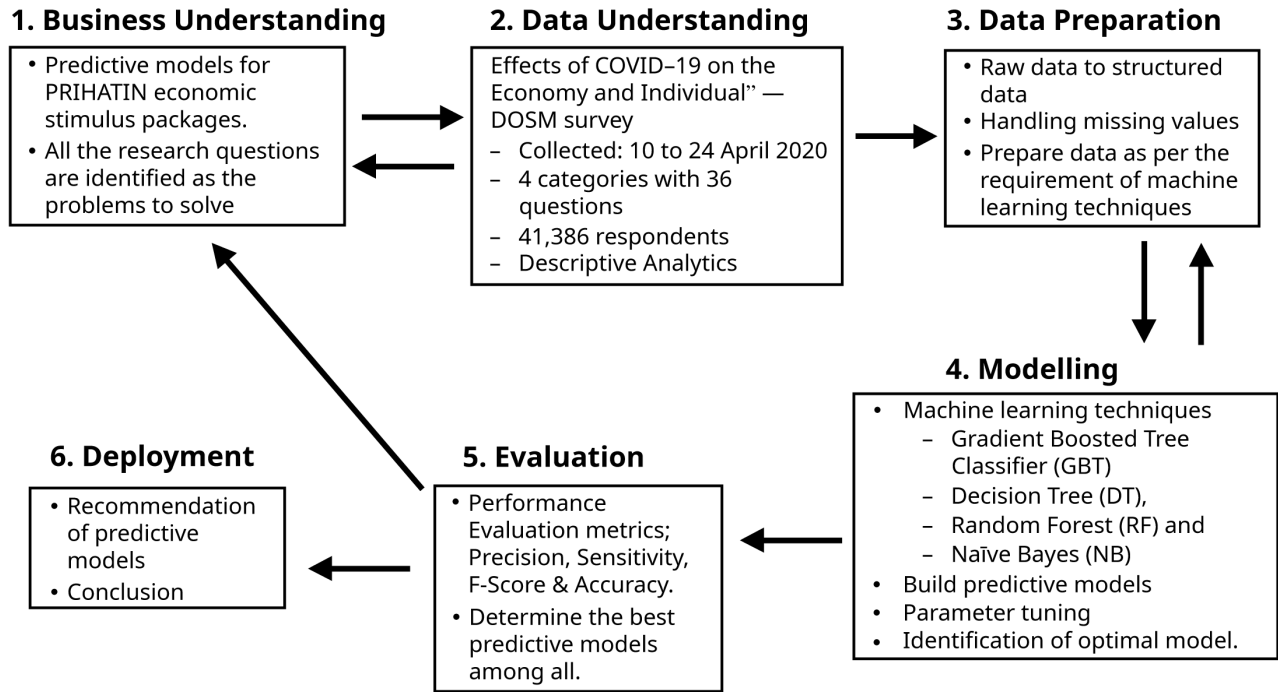 1. Business Understanding
• Predictive models for
PRIHATIN economic
stimulus packages.
• All the research questions
are identified as the
problems to solve
2. Data Understanding
Effects of COVID–19 on the
Economy and Individual” —
DOSM survey
– Collected: 10 to 24 April 2020
– 4 categories with 36
questions
– 41,386 respondents
– Descriptive Analytics
3. Data Preparation
• Raw data to structured
data
• Handling missing values
• Prepare data as per the
requirement of machine
learning techniques
4. Modelling
• Machine learning techniques
– Gradient Boosted Tree
Classifier (GBT)
– Decision Tree (DT),
– Random Forest (RF) and
– Naīve Bayes (NB)
• Build predictive models
• Parameter tuning
• Identification of optimal model.
5. Evaluation
• Performance
Evaluation metrics;
Precision, Sensitivity,
F-Score & Accuracy.
• Determine the best
predictive models
among all.
6. Deployment
• Recommendation
of predictive
models
• Conclusion